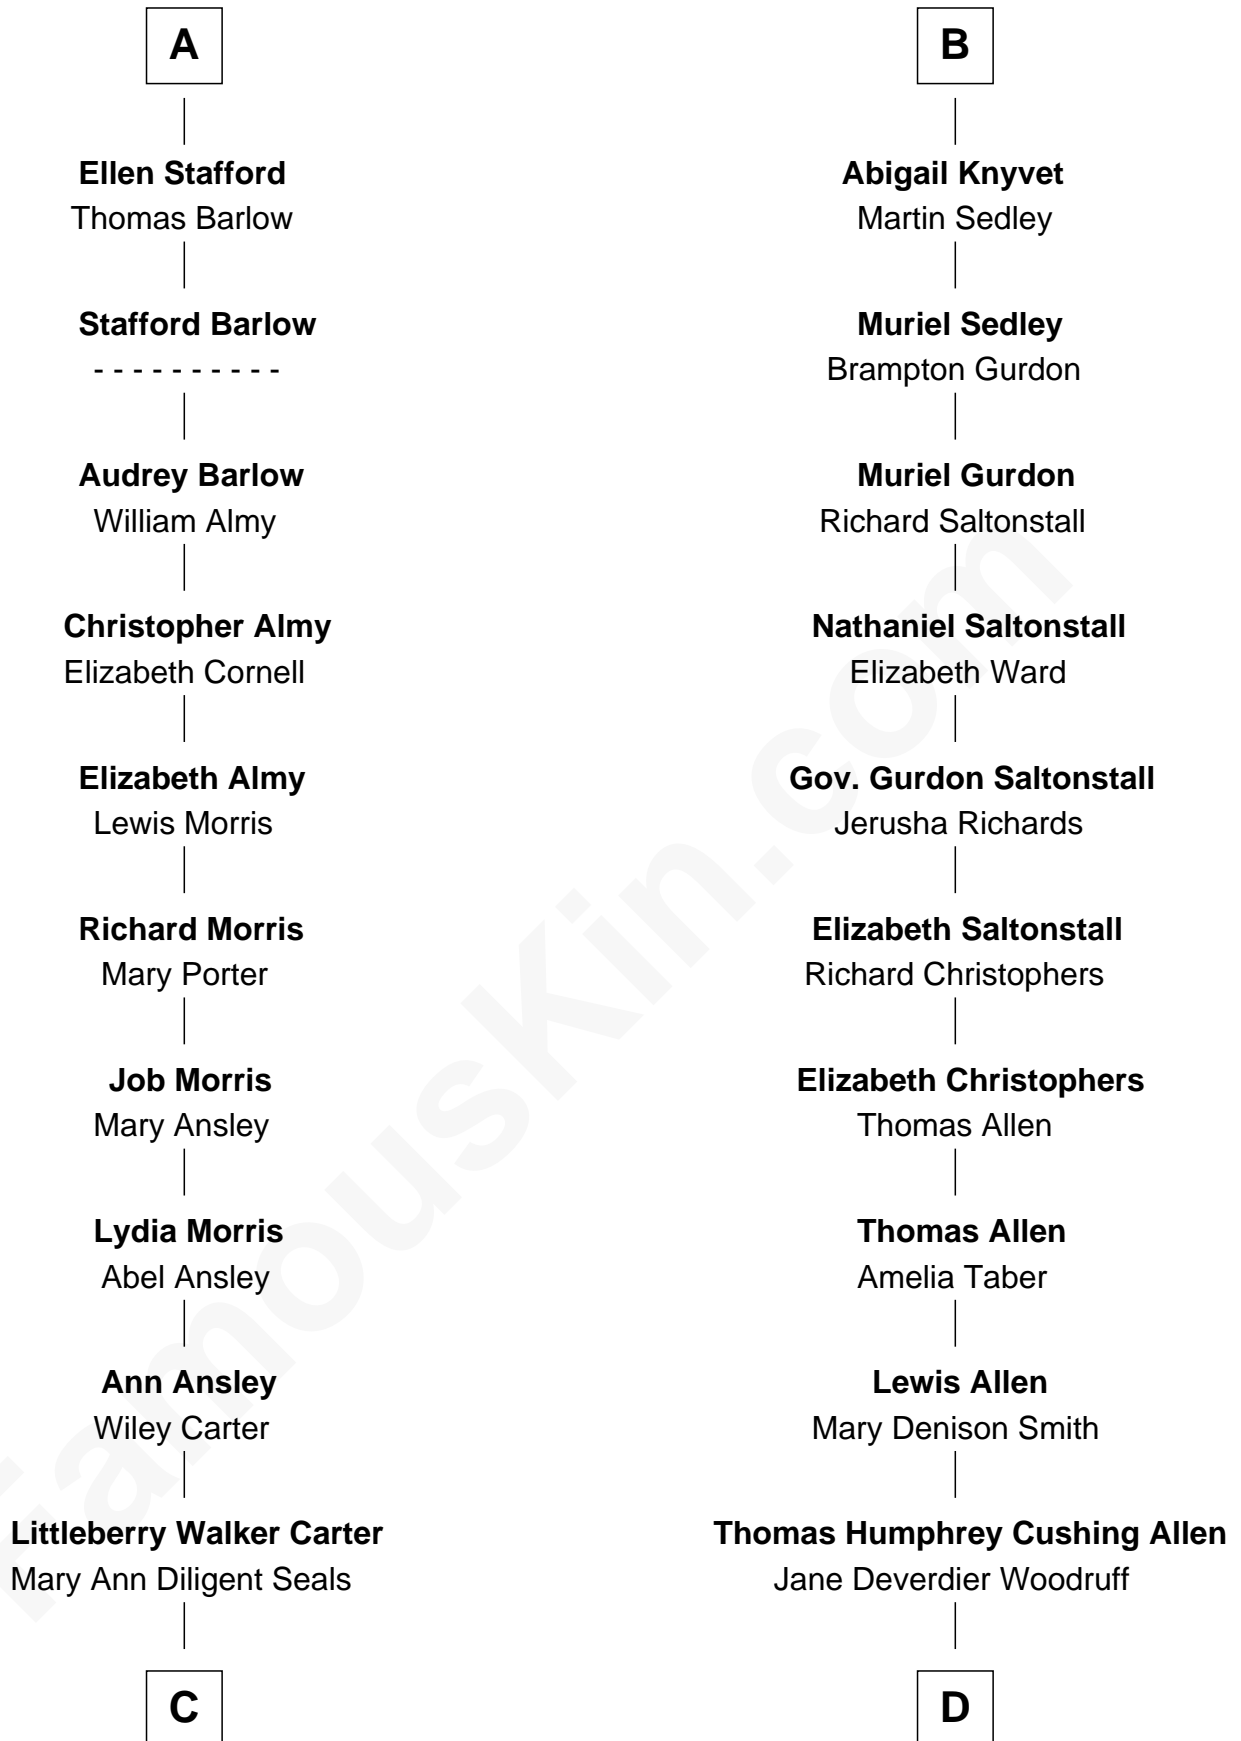 A
Ellen Stafford
Thomas Barlow
Stafford Barlow
- - - - - - - - - -
Audrey Barlow
William Almy
Christopher Almy
Elizabeth Cornell
Elizabeth Almy
Lewis Morris
Richard Morris
Mary Porter
Job Morris
Mary Ansley
Lydia Morris
Abel Ansley
Ann Ansley
Wiley Carter
Littleberry Walker Carter
Mary Ann Diligent Seals
C
B
Abigail Knyvet
Martin Sedley
Muriel Sedley
Brampton Gurdon
Muriel Gurdon
Richard Saltonstall
Nathaniel Saltonstall
Elizabeth Ward
Gov. Gurdon Saltonstall
Jerusha Richards
Elizabeth Saltonstall
Richard Christophers
Elizabeth Christophers
Thomas Allen
Thomas Allen
Amelia Taber
Lewis Allen
Mary Denison Smith
Thomas Humphrey Cushing Allen
Jane Deverdier Woodruff
D
FamousKin.com